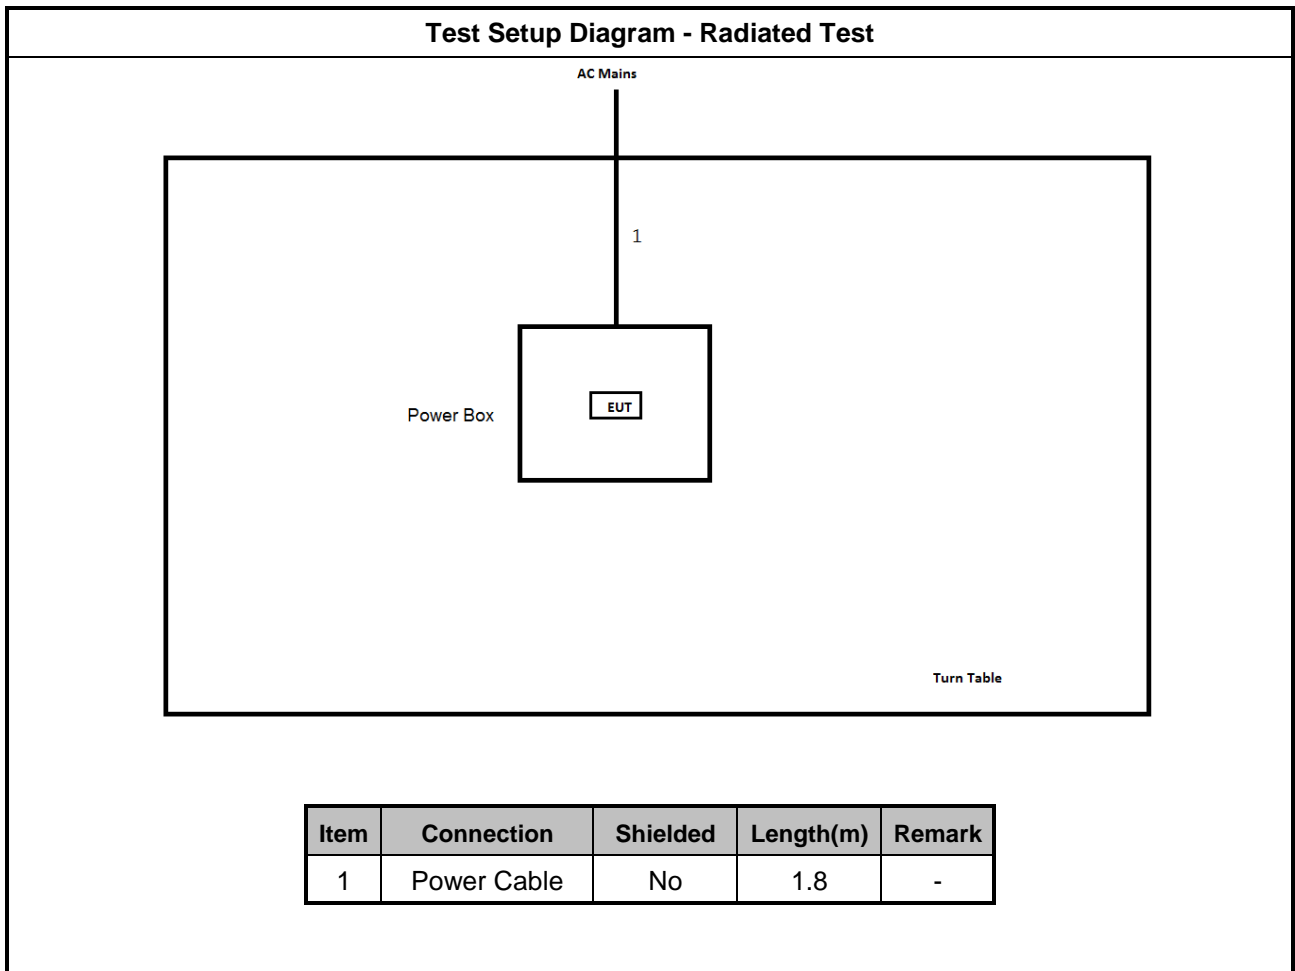 Test Setup Diagram - Radiated Test
AC Mains
1
Power Box
EUT
Turn Table
Item Connection Shielded Length(m) Remark
1 Power Cable No 1.8 -